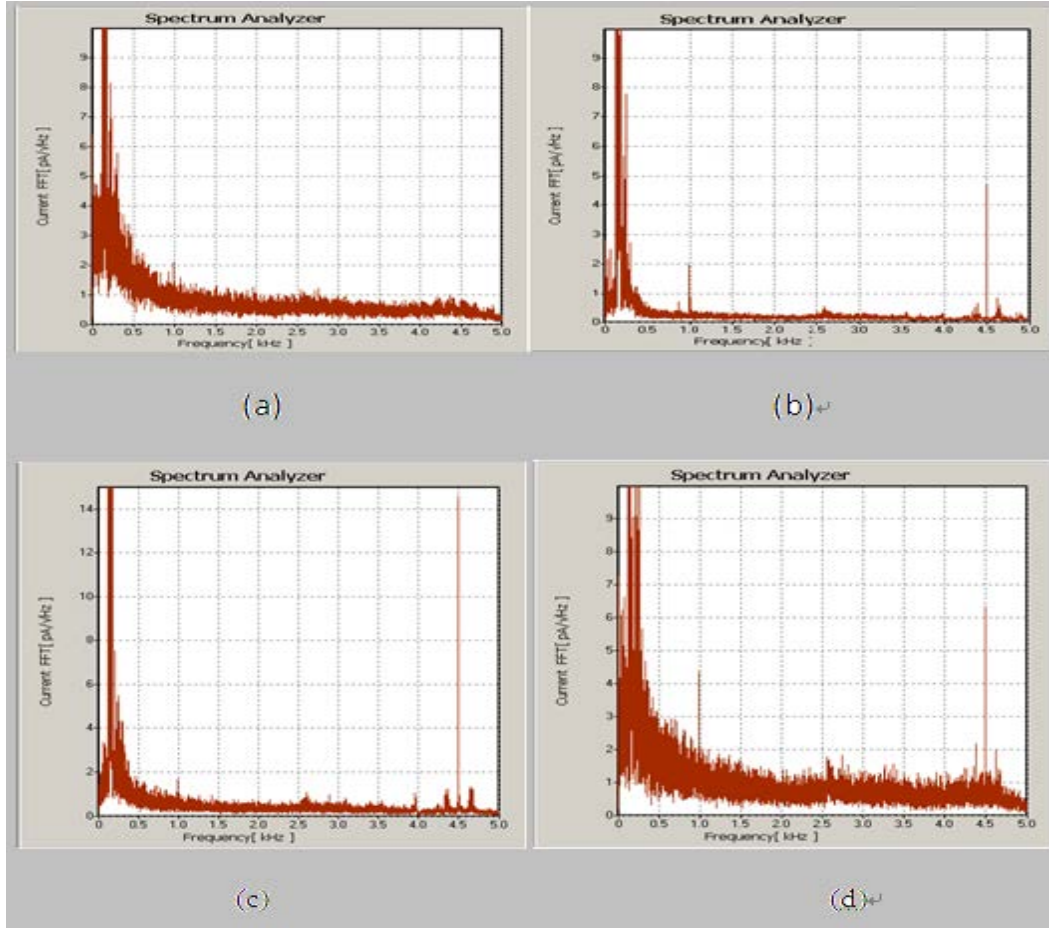 Spectrum Analyzer
Current FFT[ pA/√Hz ]
9
8
7
6
5
4
3
2
1
0
0 0.5 1.0 1.5 2.0 2.5 3.0 3.5 4.0 4.5 5.0
Frequency[ kHz ]
(a)
Spectrum Analyzer
Current FFT[ pA/√Hz ]
9
8
7
6
5
4
3
2
1
0
0 0.5 1.0 1.5 2.0 2.5 3.0 3.5 4.0 4.5 5.0
Frequency[ kHz ]
(b)↵
Spectrum Analyzer
Current FFT[ pA/√Hz ]
14
12
10
8
6
4
2
0
0 0.5 1.0 1.5 2.0 2.5 3.0 3.5 4.0 4.5 5.0
Frequency[ kHz ]
(c)
Spectrum Analyzer
Current FFT[ pA/√Hz ]
9
8
7
6
5
4
3
2
1
0
0 0.5 1.0 1.5 2.0 2.5 3.0 3.5 4.0 4.5 5.0
Frequency[ kHz ]
(d)↵